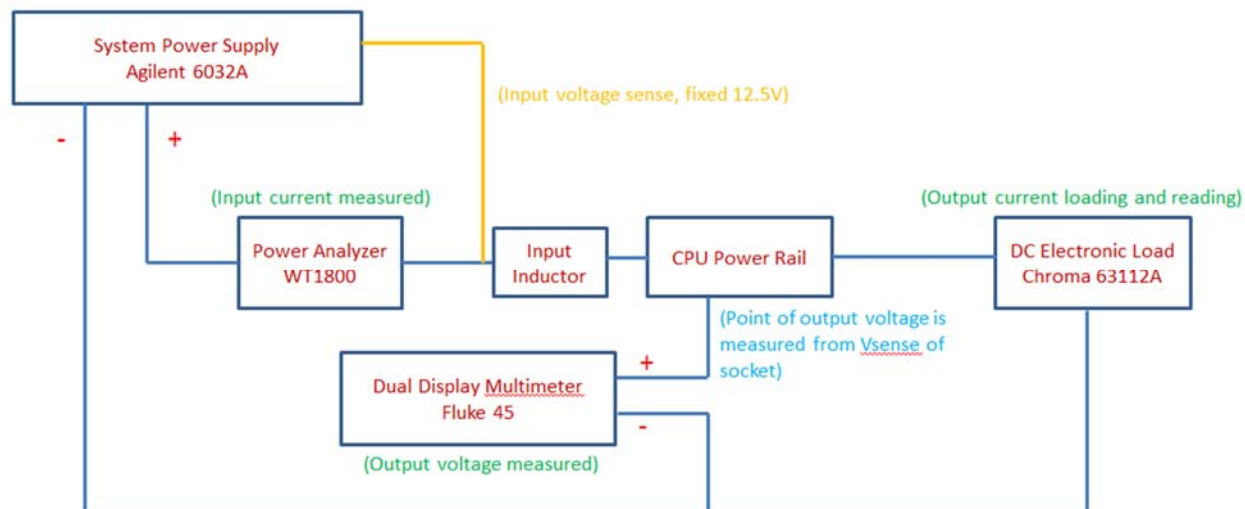 System Power Supply
Agilent 6032A
(Input voltage sense, fixed 12.5V)
-
+
(Input current measured)
(Output current loading and reading)
Power Analyzer
WT1800
Input
Inductor
CPU Power Rail
DC Electronic Load
Chroma 63112A
(Point of output voltage is
measured from Vsense of
socket)
+
Dual Display Multimeter
Fluke 45
-
(Output voltage measured)